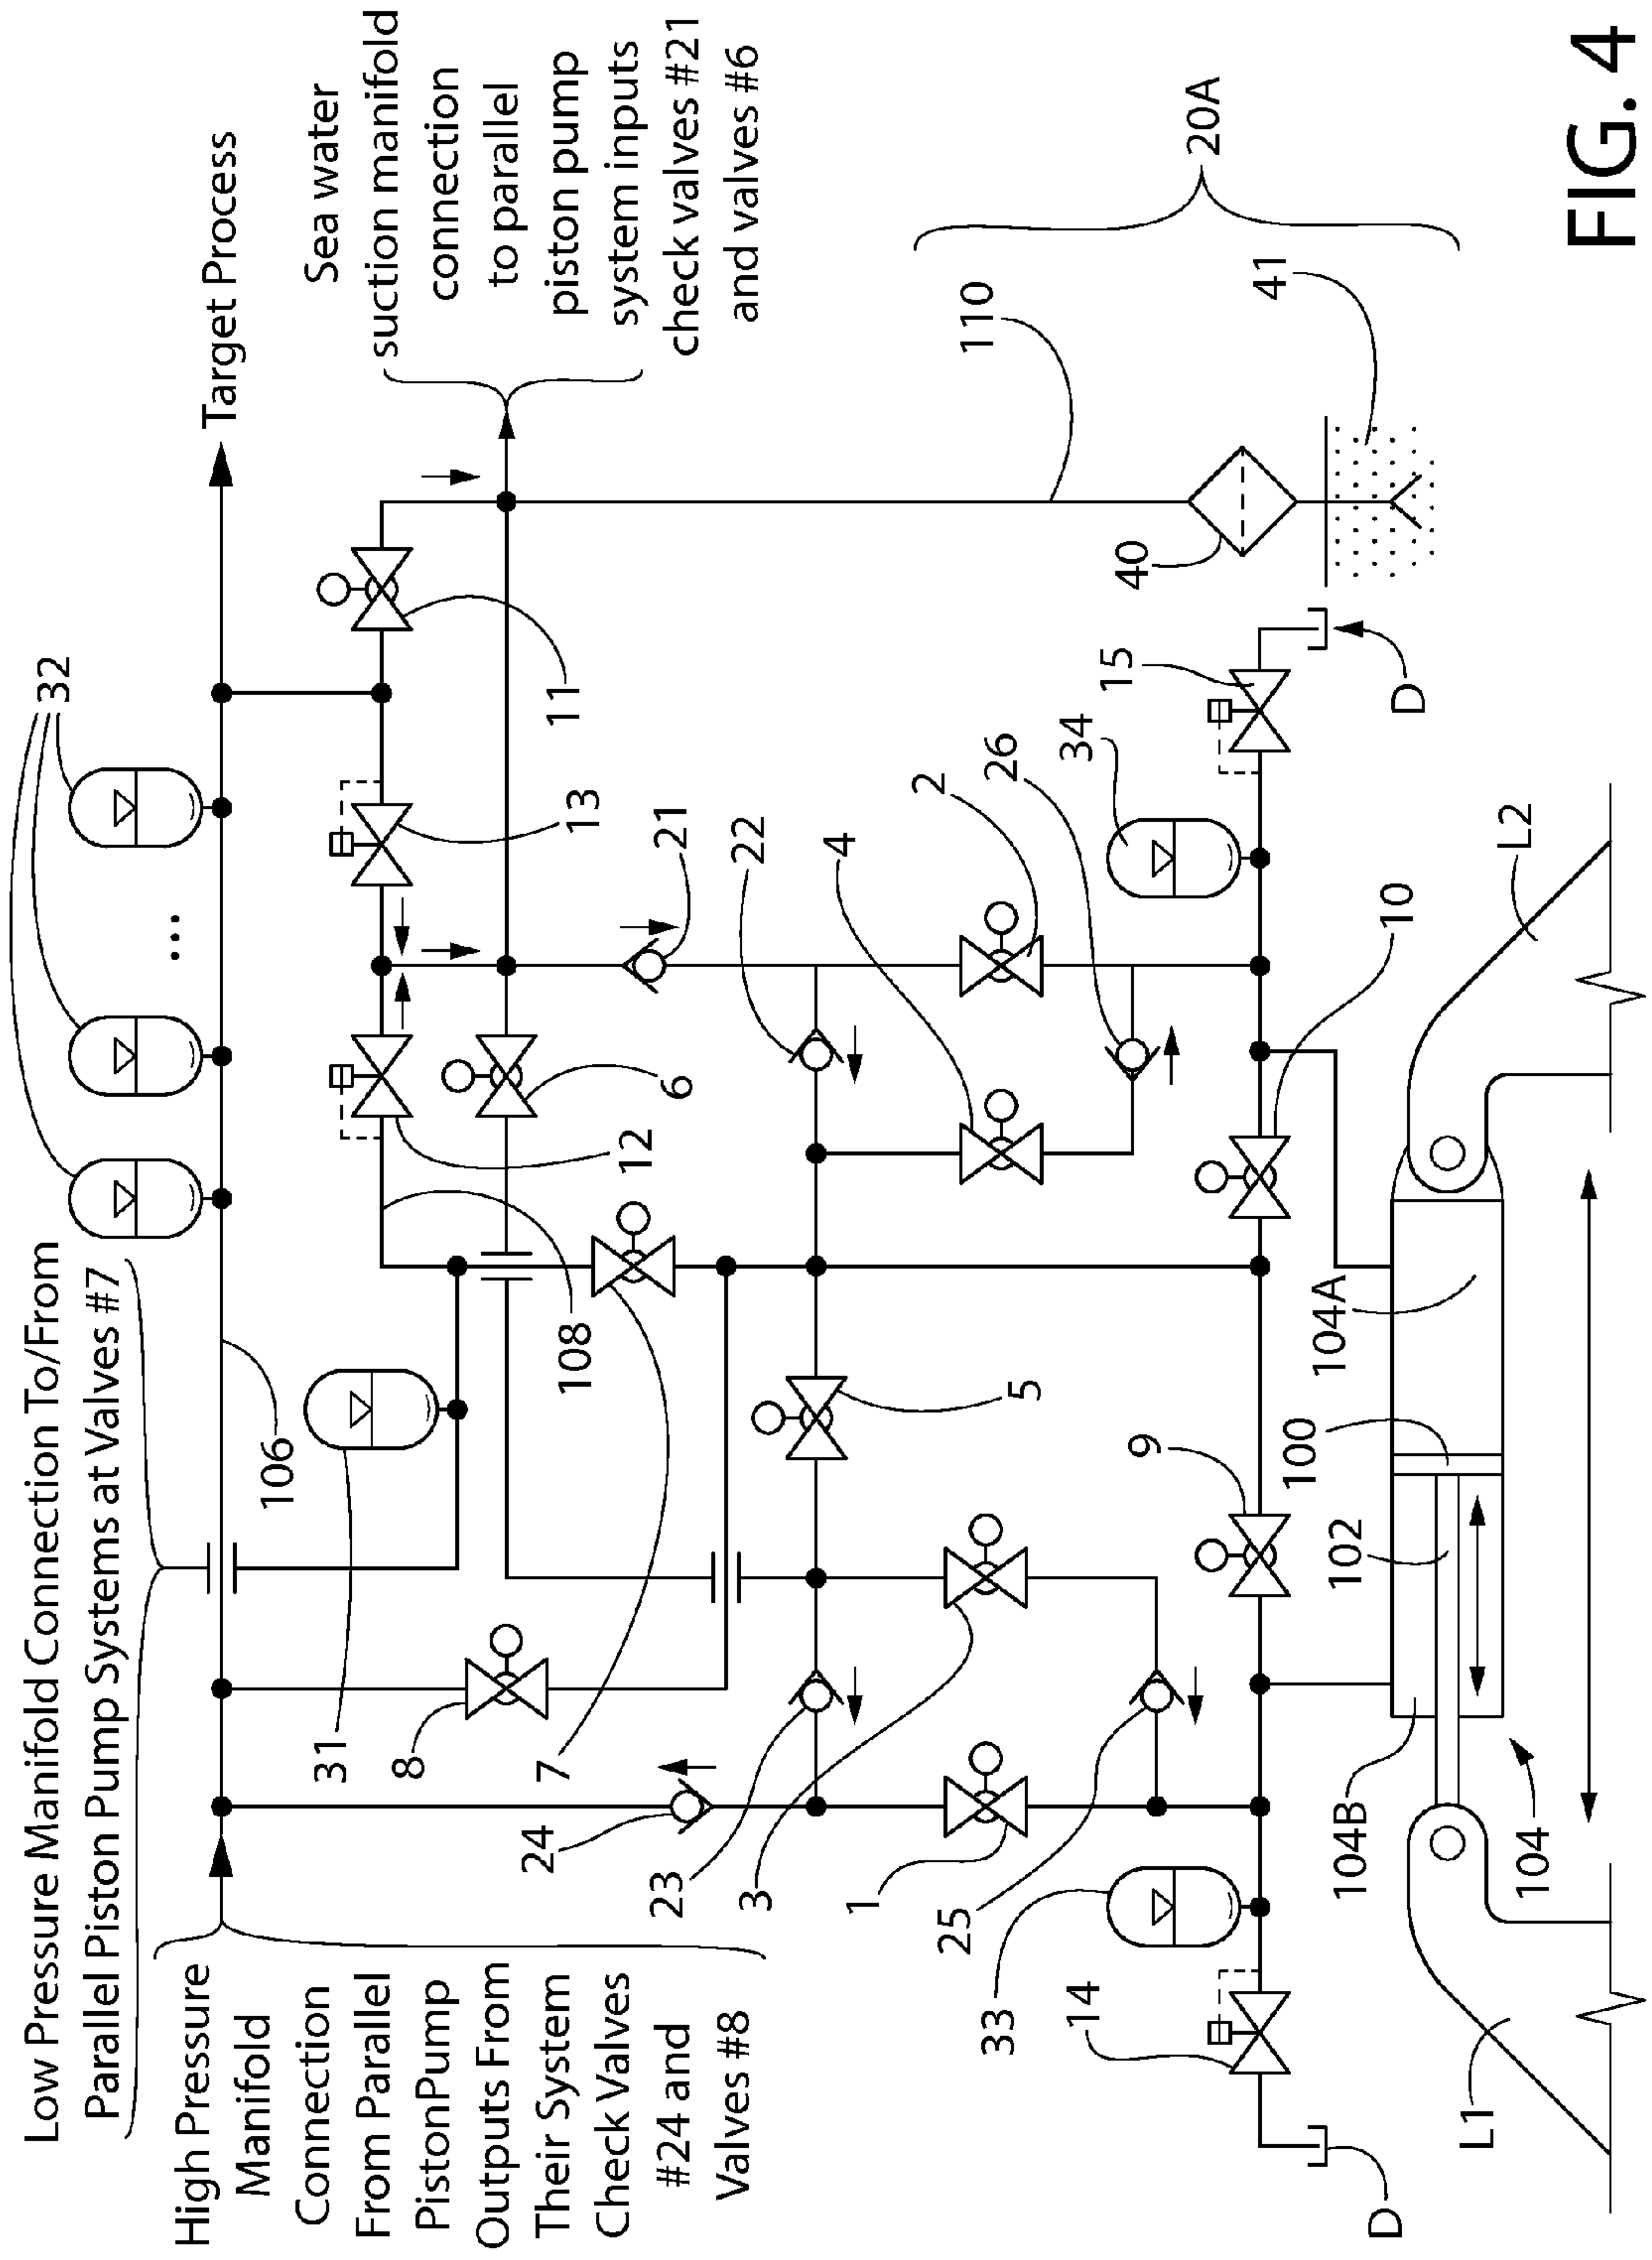 Low Pressure Manifold Connection To/From
Parallel Piston Pump Systems at Valves #7
High Pressure
Manifold
Connection
From Parallel
PistonPump
Outputs From
Their System
Check Valves
#24 and
Valves #8
32
Target Process
Sea water
suction manifold
connection
to parallel
piston pump
system inputs
check valves #21
and valves #6
106
31
8
7
108
12
6
13
11
21
22
24
23
3
5
4
2
26
110
1
25
9
10
34
15
40
41
20A
33
14
D
D
100
102
104A
104B
104
L1
L2
FIG. 4